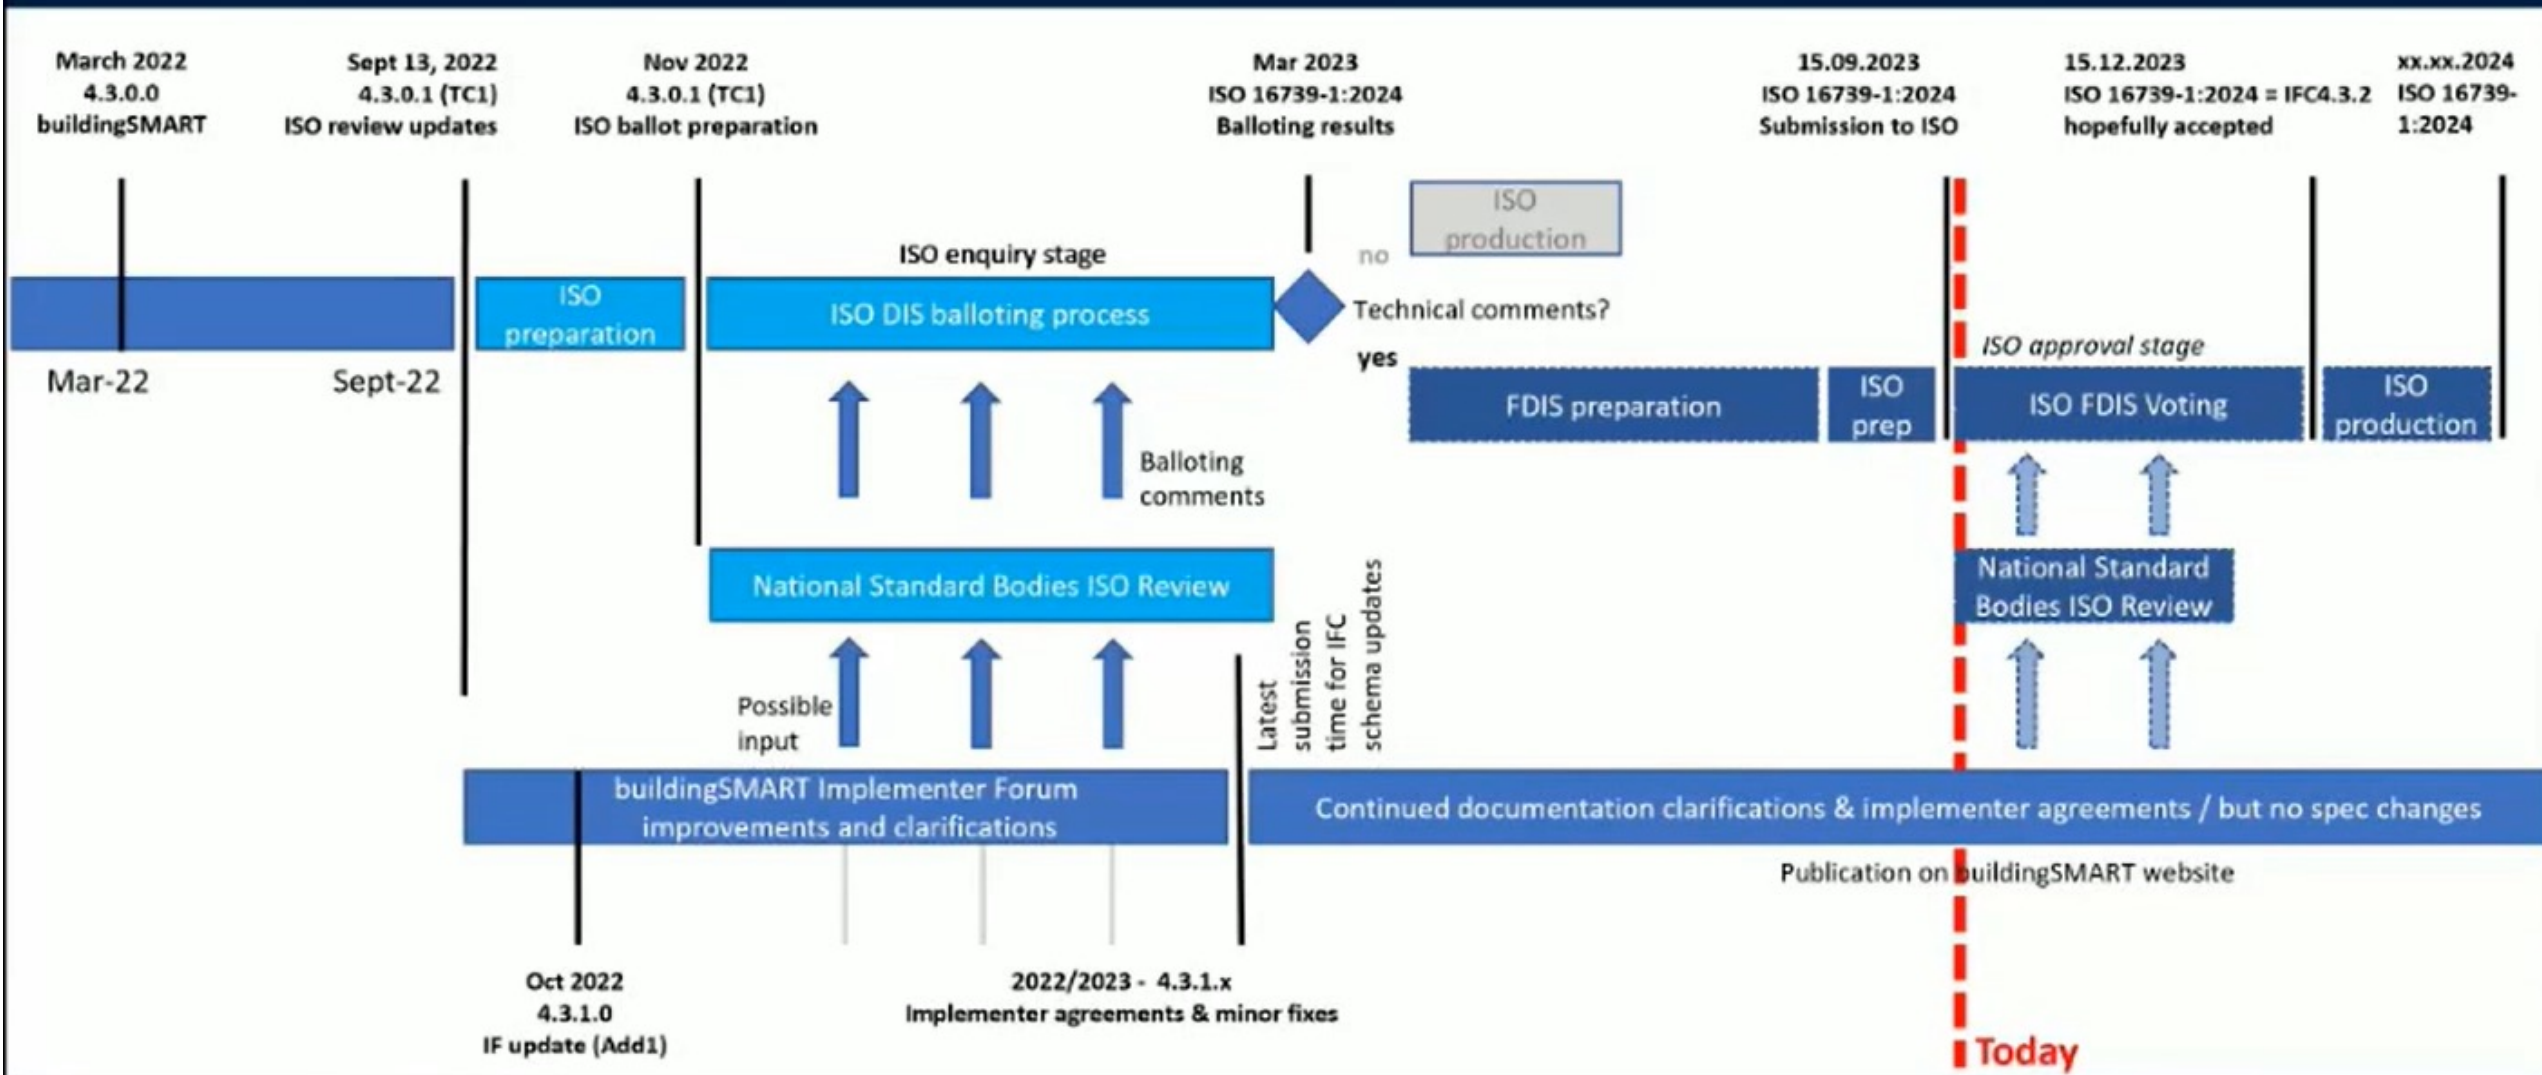 March 2022
4.3.0.0
buildingSMART
Sept 13, 2022
4.3.0.1 (TC1)
ISO review updates
Nov 2022
4.3.0.1 (TC1)
ISO ballot preparation
Mar 2023
ISO 16739-1:2024
Balloting results
15.09.2023
ISO 16739-1:2024
Submission to ISO
15.12.2023
ISO 16739-1:2024 = IFC4.3.2
hopefully accepted
xx.xx.2024
ISO 16739-
1:2024
ISO
production
no
ISO enquiry stage
ISO
preparation
ISO DIS balloting process
Technical comments?
yes
ISO approval stage
Mar-22
Sept-22
FDIS preparation
ISO
prep
ISO FDIS Voting
ISO
production
Balloting
comments
National Standard Bodies ISO Review
National Standard
Bodies ISO Review
Latest
submission
time for IFC
schema updates
Possible
input
buildingSMART Implementer Forum
improvements and clarifications
Continued documentation clarifications & implementer agreements / but no spec changes
Publication on buildingSMART website
Oct 2022
4.3.1.0
IF update (Add1)
2022/2023 - 4.3.1.x
Implementer agreements & minor fixes
Today